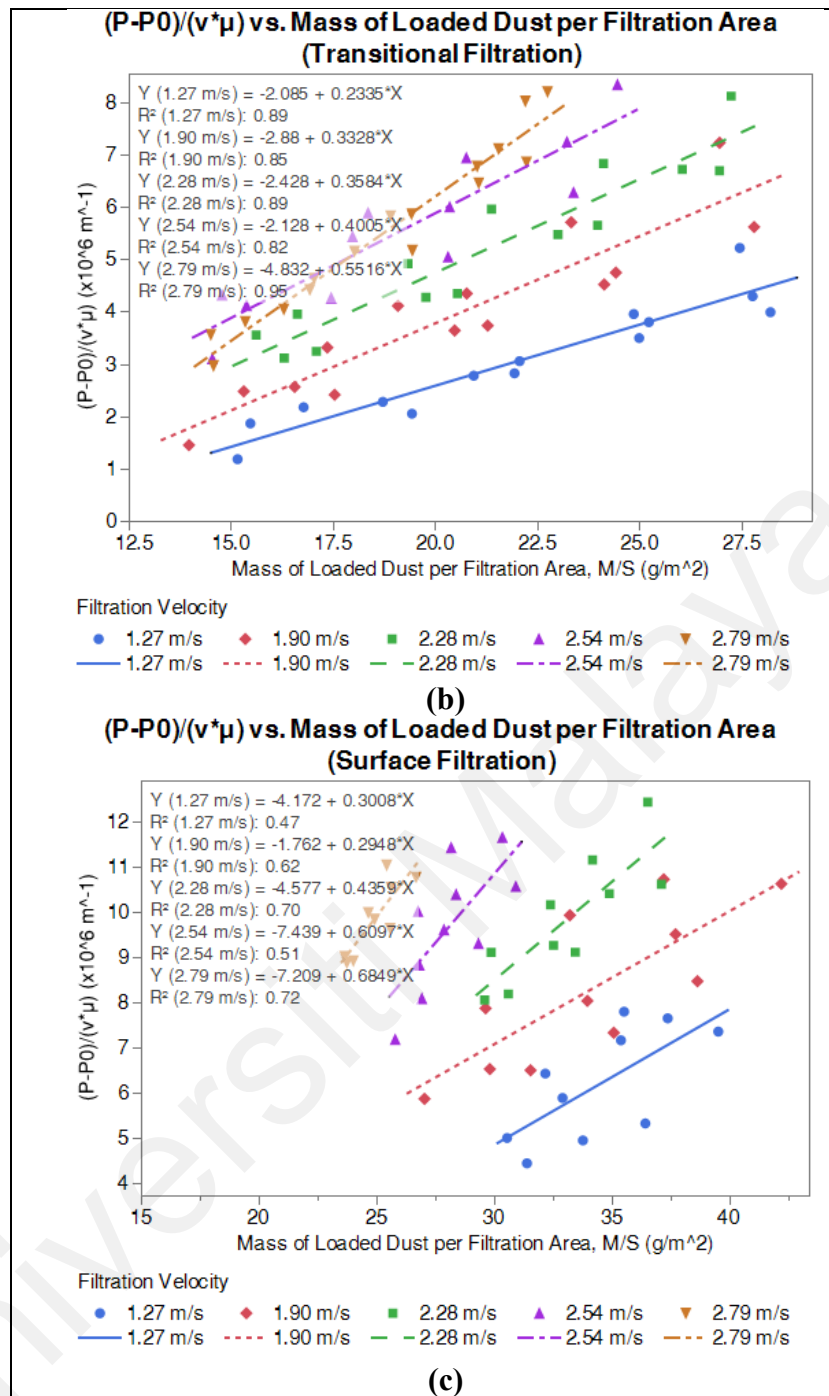 (P-P0)/(v*µ) vs. Mass of Loaded Dust per Filtration Area
(Transitional Filtration)
Y (1.27 m/s) = -2.085 + 0.2335*X
R² (1.27 m/s): 0.89
Y (1.90 m/s) = -2.88 + 0.3328*X
R² (1.90 m/s): 0.85
Y (2.28 m/s) = -2.428 + 0.3584*X
R² (2.28 m/s): 0.89
Y (2.54 m/s) = -2.128 + 0.4005*X
R² (2.54 m/s): 0.82
Y (2.79 m/s) = -4.832 + 0.5516*X
R² (2.79 m/s): 0.95
(P-P0)/(v*µ) (x10^6 m^-1)
8
7
6
5
4
3
2
1
0
12.5 15.0 17.5 20.0 22.5 25.0 27.5
Mass of Loaded Dust per Filtration Area, M/S (g/m^2)
Filtration Velocity
1.27 m/s 1.90 m/s 2.28 m/s 2.54 m/s 2.79 m/s
1.27 m/s 1.90 m/s 2.28 m/s 2.54 m/s 2.79 m/s
(b)
(P-P0)/(v*µ) vs. Mass of Loaded Dust per Filtration Area
(Surface Filtration)
Y (1.27 m/s) = -4.172 + 0.3008*X
R² (1.27 m/s): 0.47
Y (1.90 m/s) = -1.762 + 0.2948*X
R² (1.90 m/s): 0.62
Y (2.28 m/s) = -4.577 + 0.4359*X
R² (2.28 m/s): 0.70
Y (2.54 m/s) = -7.439 + 0.6097*X
R² (2.54 m/s): 0.51
Y (2.79 m/s) = -7.209 + 0.6849*X
R² (2.79 m/s): 0.72
(P-P0)/(v*µ) (x10^6 m^-1)
12
11
10
9
8
7
6
5
4
15 20 25 30 35 40
Mass of Loaded Dust per Filtration Area, M/S (g/m^2)
Filtration Velocity
1.27 m/s 1.90 m/s 2.28 m/s 2.54 m/s 2.79 m/s
1.27 m/s 1.90 m/s 2.28 m/s 2.54 m/s 2.79 m/s
(c)
niversiti Malaya